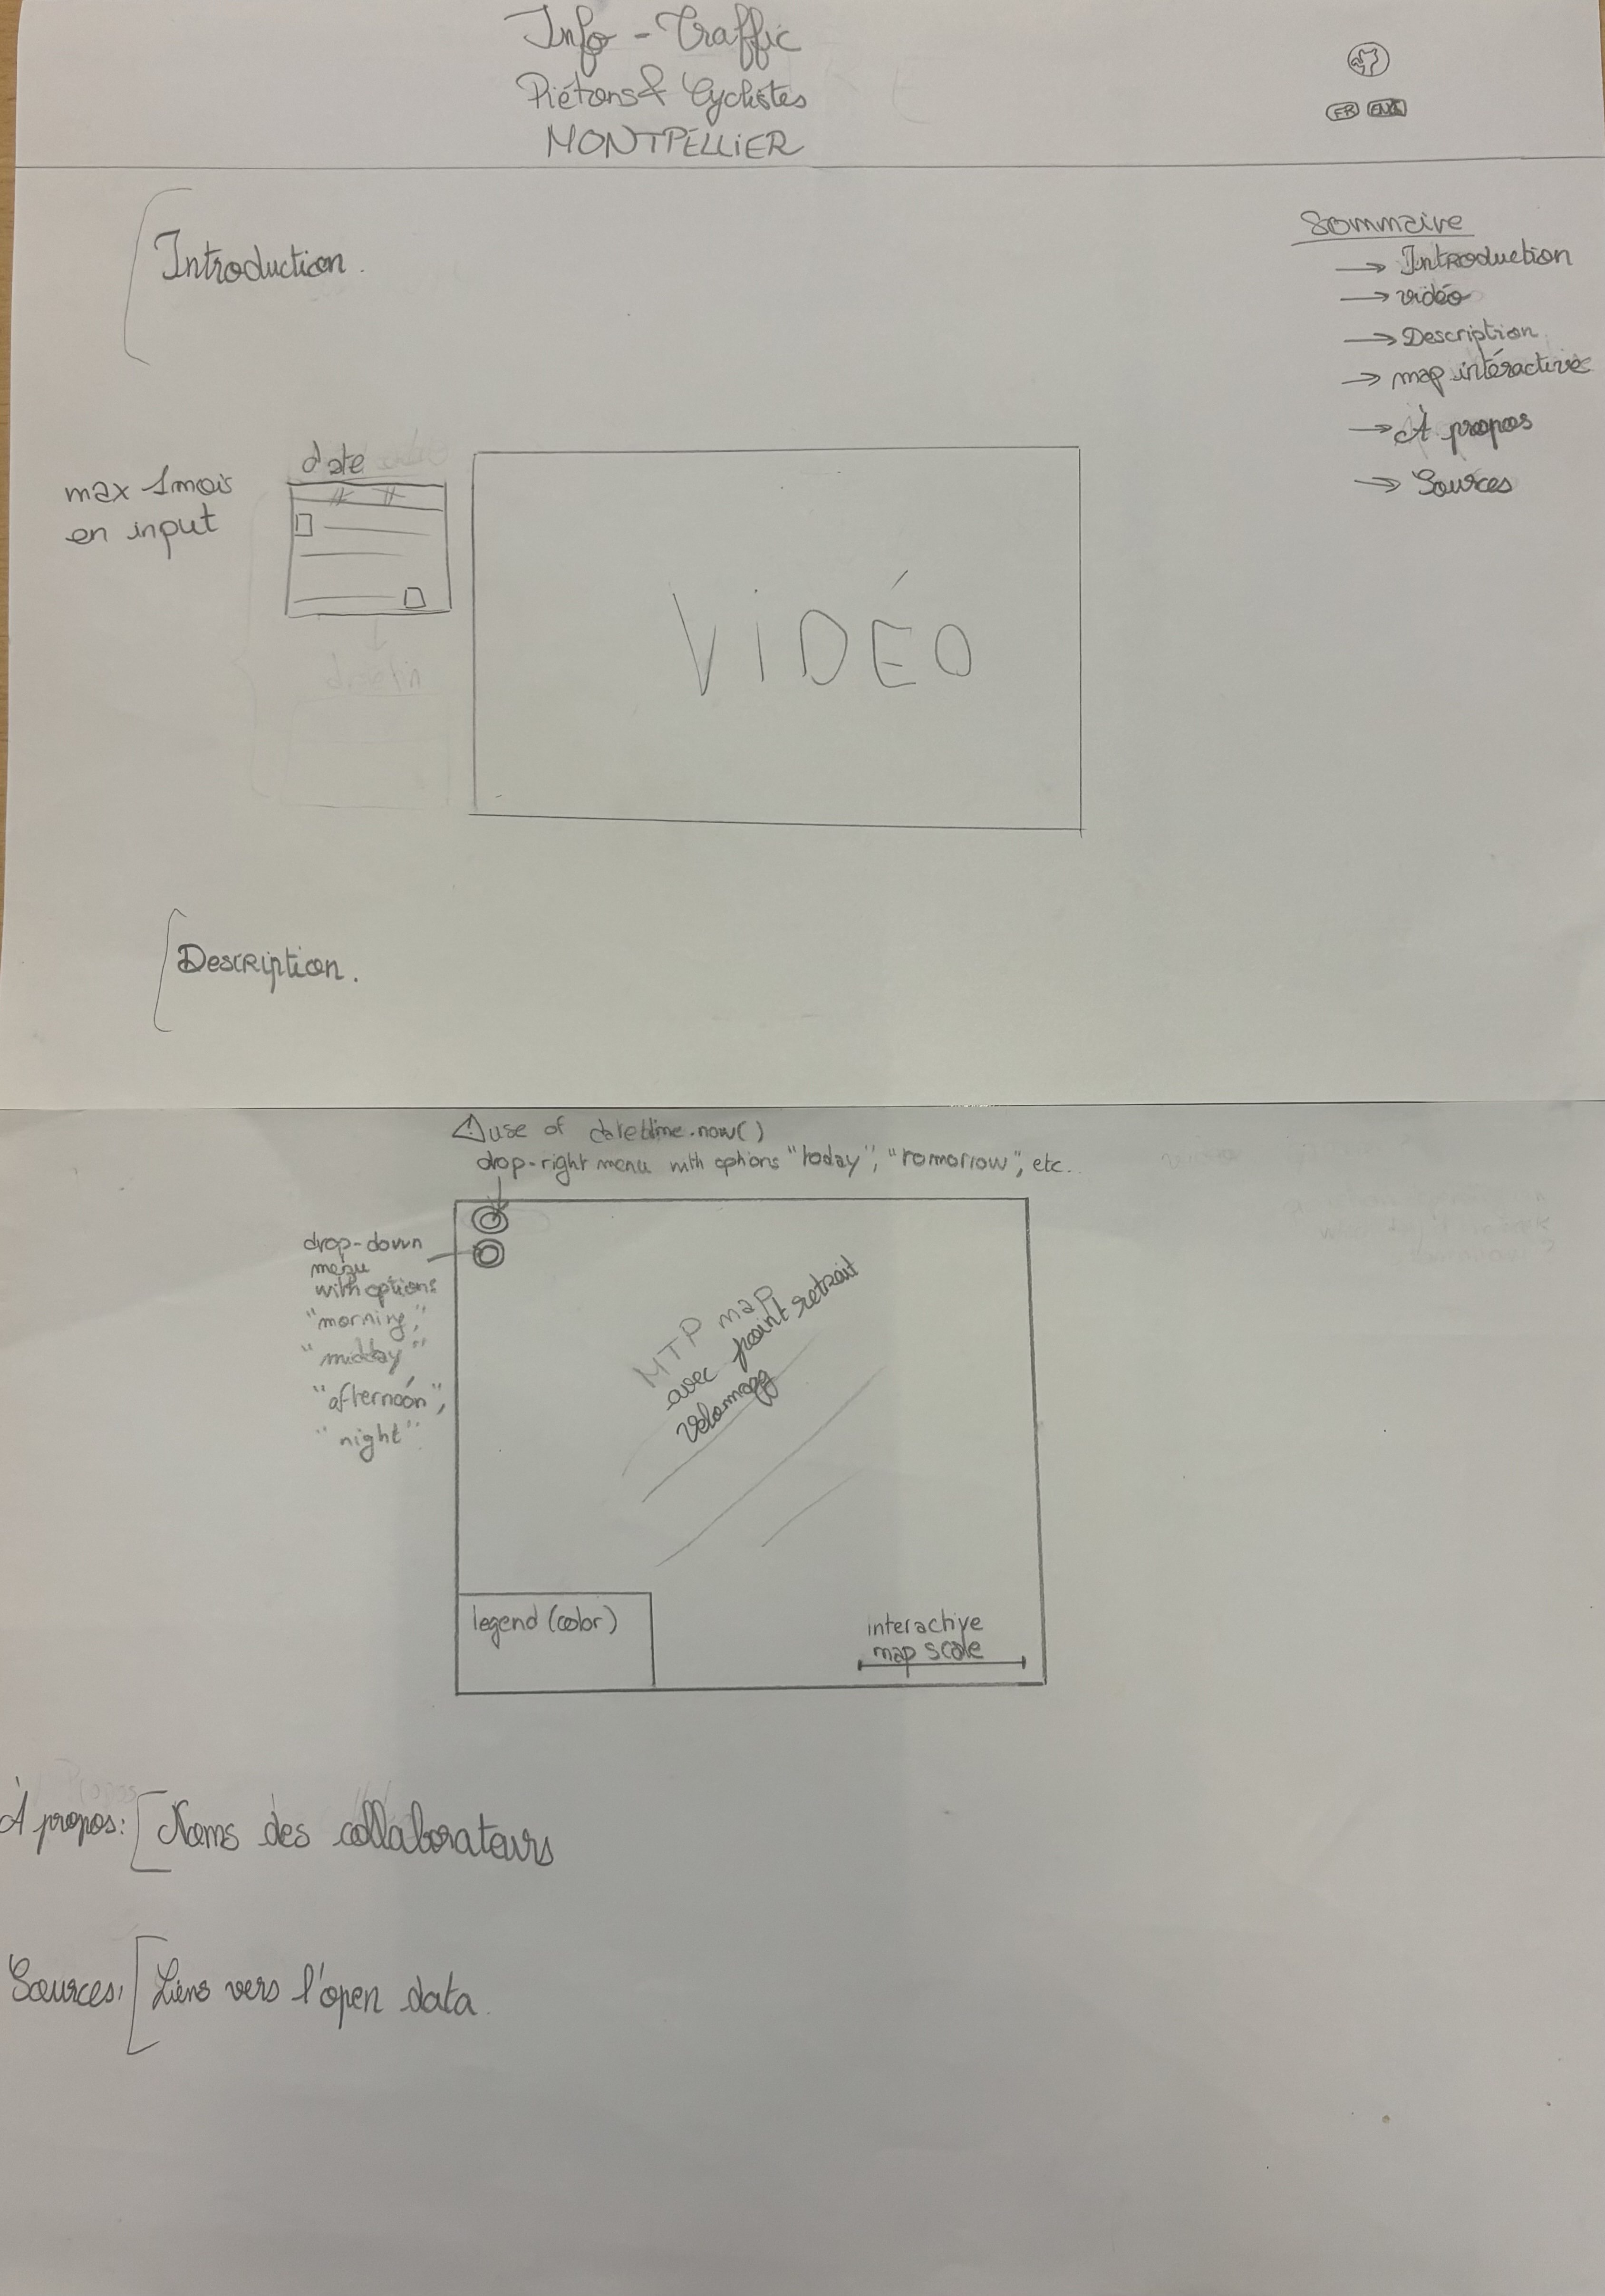 Info-Traffic
Piétons & Cyclistes
MONTPELLIER
FR ENG
Introduction.
Sommaire
→ Introduction
→ vidéo
→ Description
→ map intéractive
→ À propos
→ Sources
max 1 mois
en input
date
VIDÉO
Description.
⚠ use of datetime.now()
drop-right menu with options "today", "tomorrow", etc..
drop-down
menu
with options
"morning,"
"midday"
"afternoon",
"night"
MTP map
avec point retrait
Velomagg
legend (color)
interactive
map scale
À propos: Noms des collaborateurs
Sources: Liens vers l'open data.